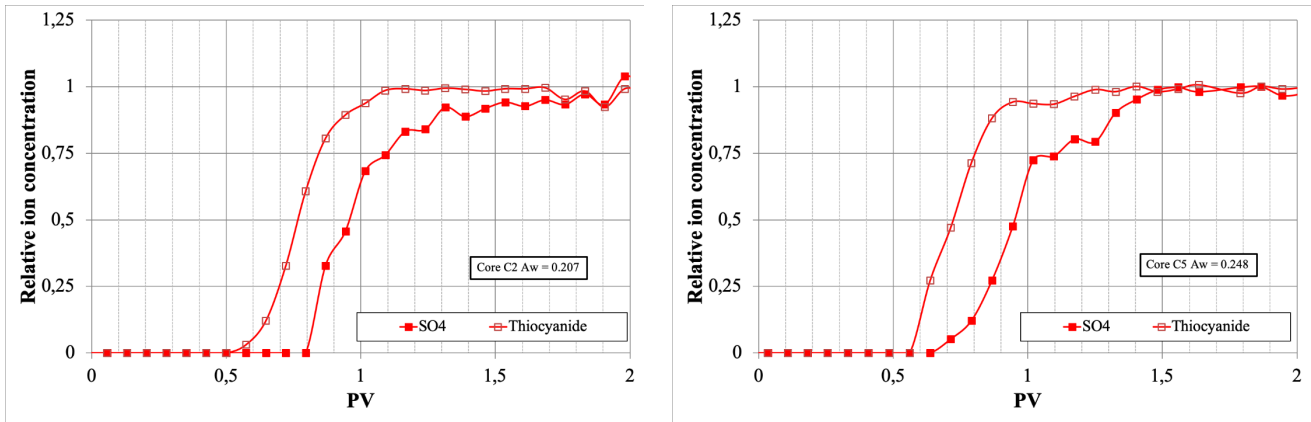 1,25
1
0,75
0,5
0,25
0
Relative ion concentration
Core C2 Aw = 0.207
SO4 Thiocyanide
0 0,5 1 1,5 2
PV
1,25
1
0,75
0,5
0,25
0
Relative ion concentration
Core C5 Aw = 0.248
SO4 Thiocyanide
0 0,5 1 1,5 2
PV